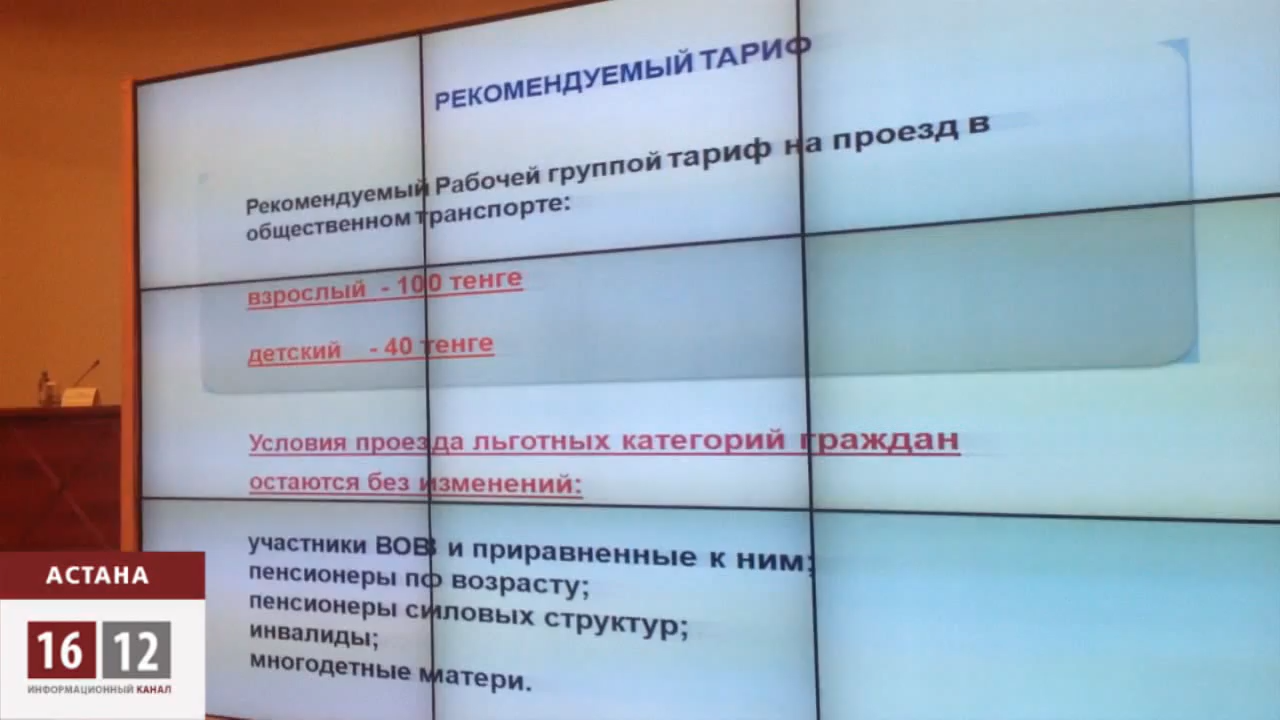 РЕКОМЕНДУЕМЫЙ ТАРИФ
Рекомендуемый Рабочей группой тариф на проезд в
общественном транспорте:
взрослый - 100 тенге
детский - 40 тенге
Условия проезда льготных категорий граждан
остаются без изменений:
участники ВОВ и приравненные к ним;
пенсионеры по возрасту;
пенсионеры силовых структур;
инвалиды;
многодетные матери.
АСТАНА
16 12
ИНФОРМАЦИОННЫЙ КАНАЛ